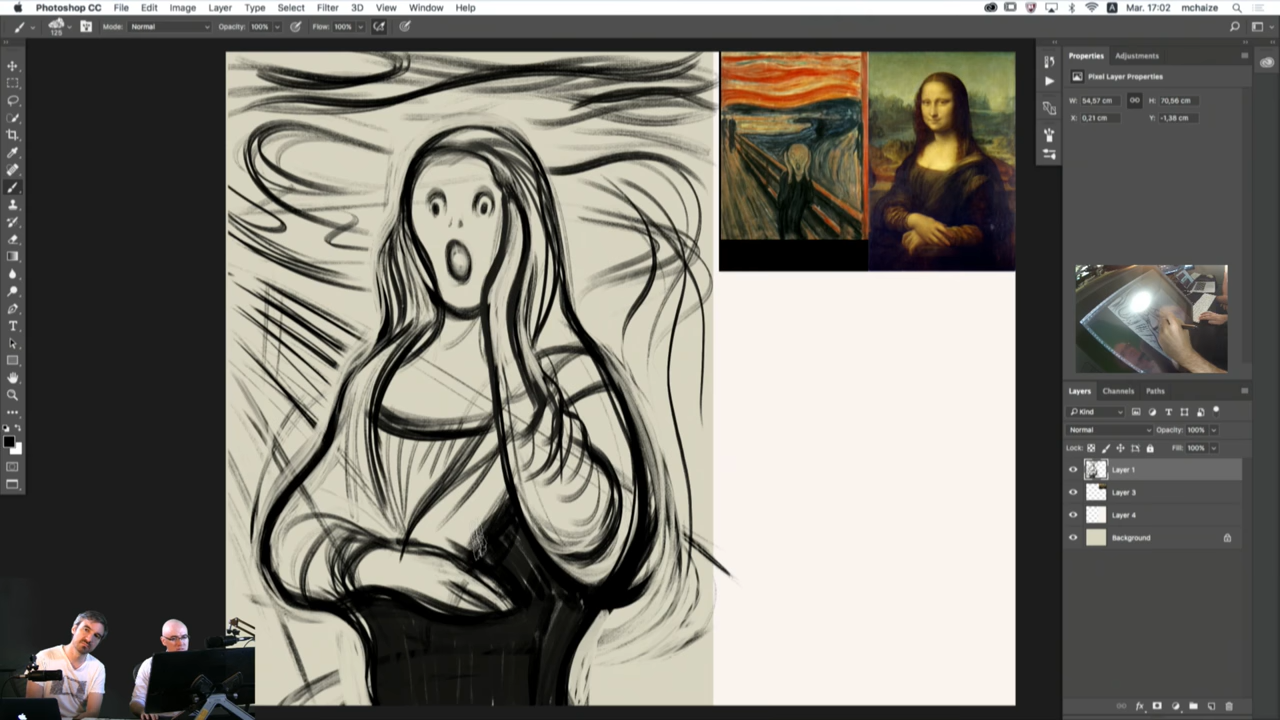 Photoshop CC File Edit Image Layer Type Select Filter 3D View Window Help Mar. 17:02 mchaize
125 Mode: Normal Opacity: 100% Flow: 100%
Properties Adjustments
Pixel Layer Properties
W: 54,57 cm H: 70,56 cm
X: 0,21 cm Y: -1,38 cm
Layers Channels Paths
Kind
Normal Opacity: 100%
Lock: Fill: 100%
Layer 1
Layer 3
Layer 4
Background